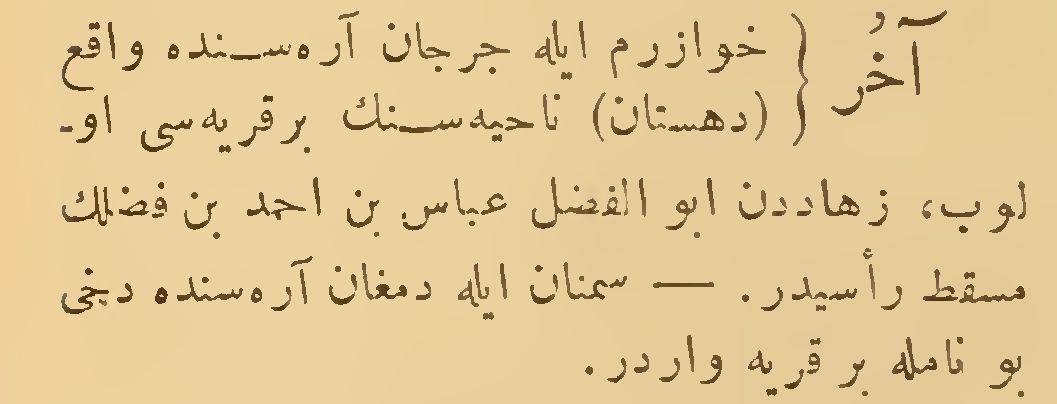 آخُر { خوازرم ایله جرجان آره‌سنده واقع
(دهستان) ناحیه‌سنك برقریه‌سی او-
لوب، زهاددن ابو الفضل عباس بن احمد بن فضلك
مسقط رأسیدر. — سمنان ایله دمغان آره‌سنده دخی
بو نامله بر قریه واردر.